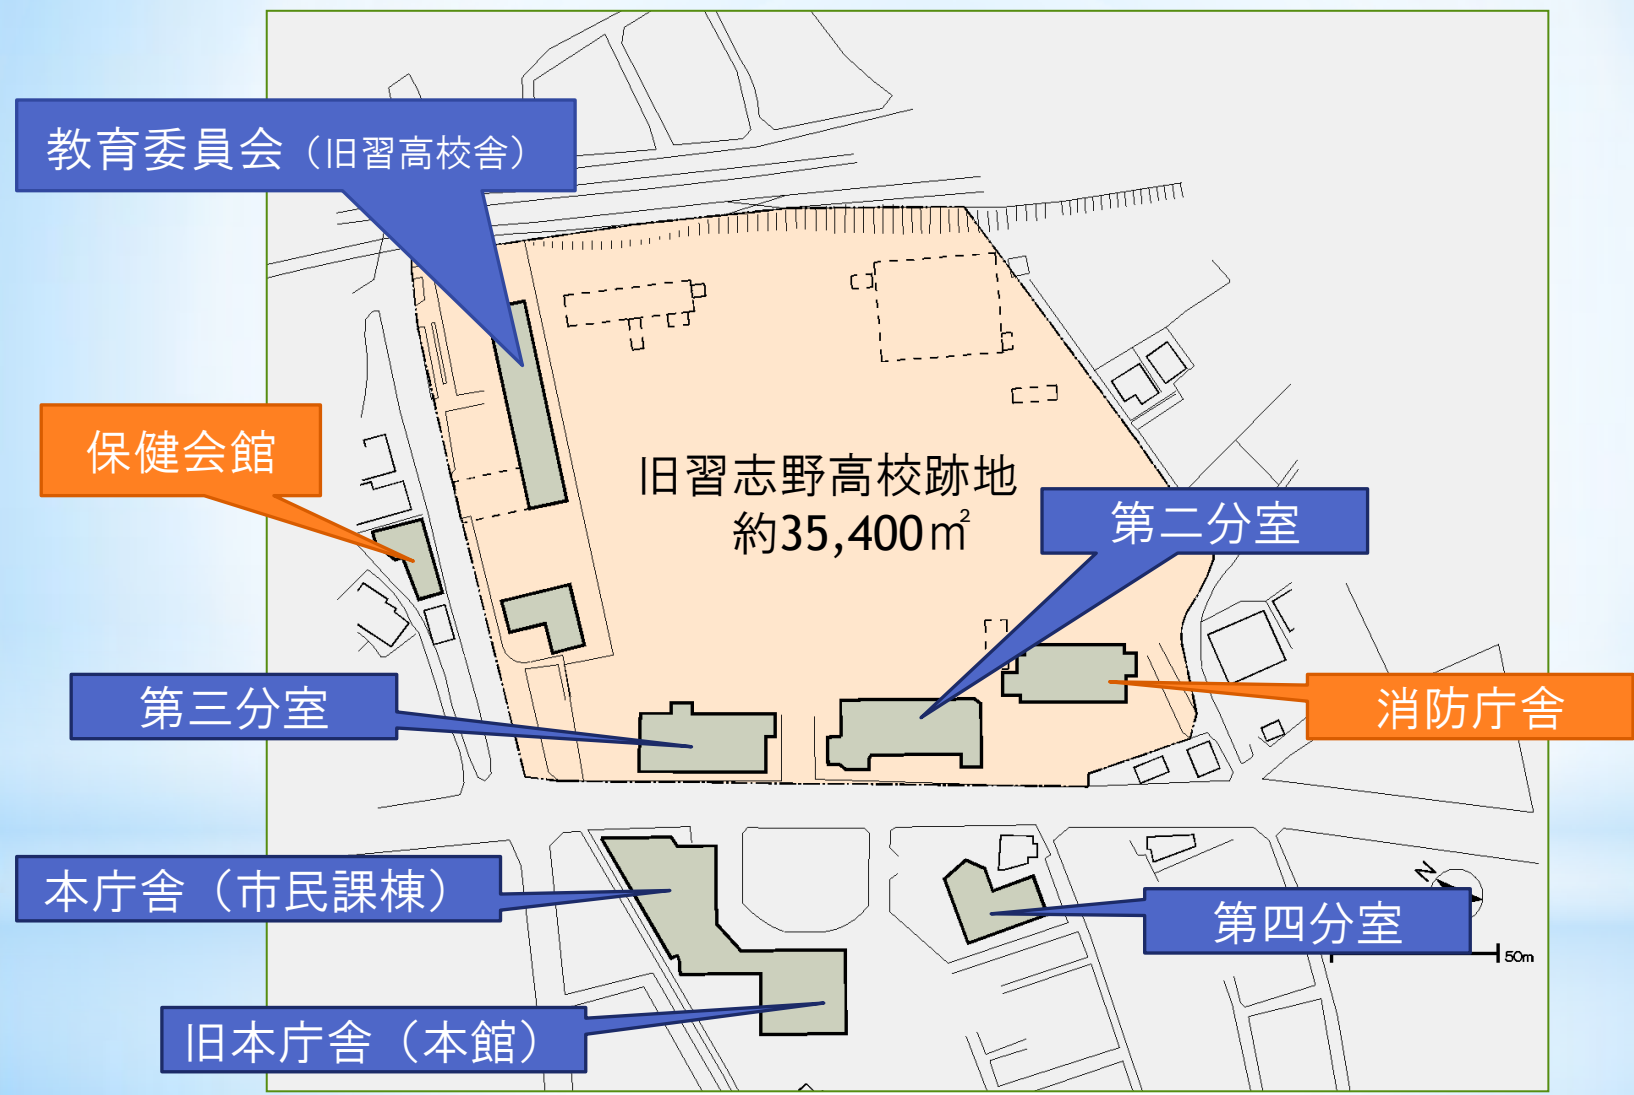 教育委員会（旧習高校舎）
保健会館
旧習志野高校跡地
約35,400㎡
第二分室
第三分室
消防庁舎
本庁舎（市民課棟）
第四分室
N
50m
旧本庁舎（本館）